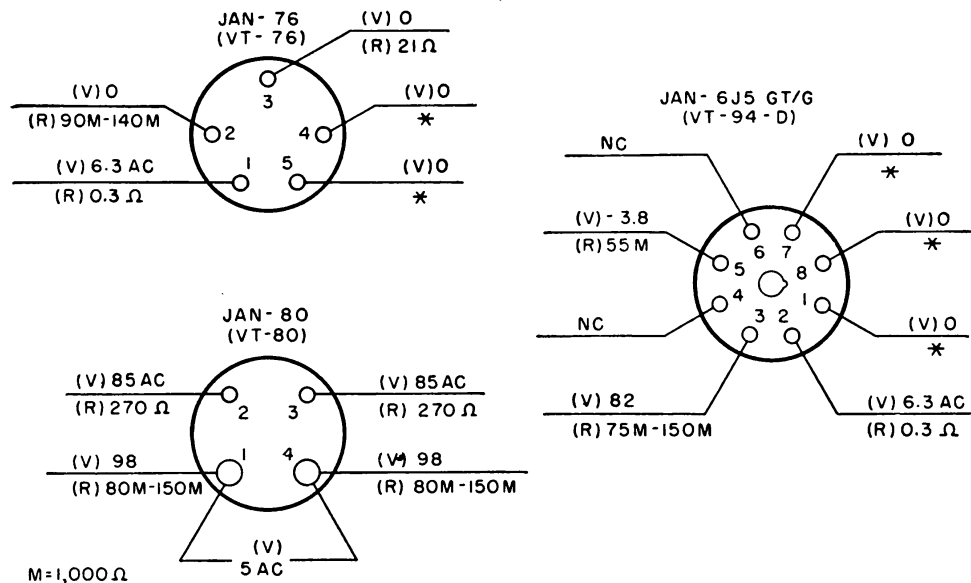 JAN-76
(VT-76)
(V) 0
(R) 21 Ω
3
(V) 0
(R) 90M-140M
2
4
(V) 0
*
(V) 6.3 AC
(R) 0.3 Ω
1
5
(V) 0
*
JAN-6J5 GT/G
(VT-94-D)
NC
(V) 0
*
6
7
(V) -3.8
(R) 55 M
5
8
(V) 0
*
NC
4
1
(V) 0
*
3
2
(V) 82
(R) 75M-150M
(V) 6.3 AC
(R) 0.3 Ω
JAN-80
(VT-80)
(V) 85 AC
(R) 270 Ω
2
3
(V) 85 AC
(R) 270 Ω
(V) 98
(R) 80M-150M
1
4
(V) 98
(R) 80M-150M
(V)
5 AC
M=1,000 Ω